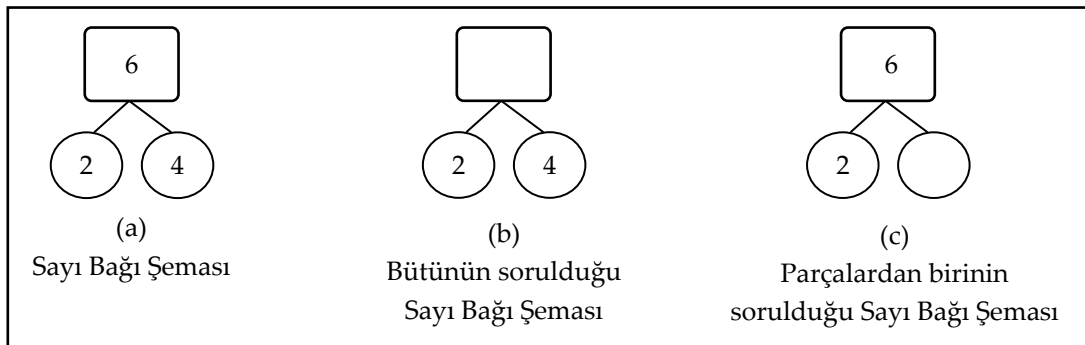 6
2 4
(a)
Sayı Bağı Şeması
2 4
(b)
Bütünün sorulduğu
Sayı Bağı Şeması
6
2
(c)
Parçalardan birinin
sorulduğu Sayı Bağı Şeması